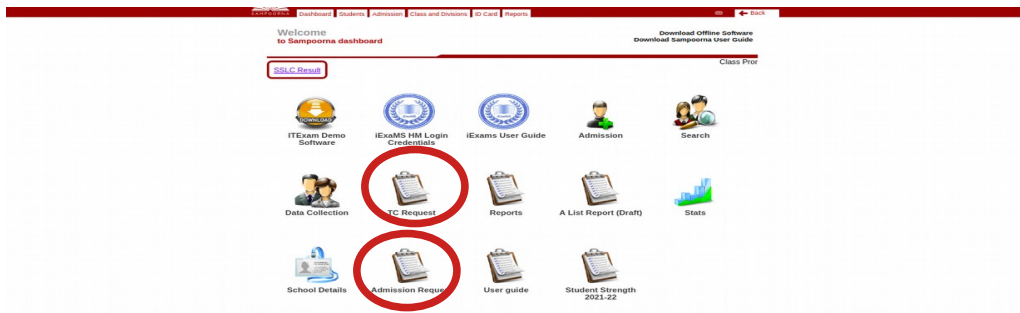 SAMPOORNA Dashboard Students Admission Class and Divisions ID Card Reports Back
Welcome
to Sampoorna dashboard
Download Offline Software
Download Sampoorna User Guide
Class Pror
SSLC Result
DOWNLOAD
ITExam Demo
Software
iExaMS HM Login
Credentials
iExams User Guide
Admission
Search
Data Collection
TC Request
Reports
A List Report (Draft)
Stats
School Details
Admission Reque
User guide
Student Strength
2021-22